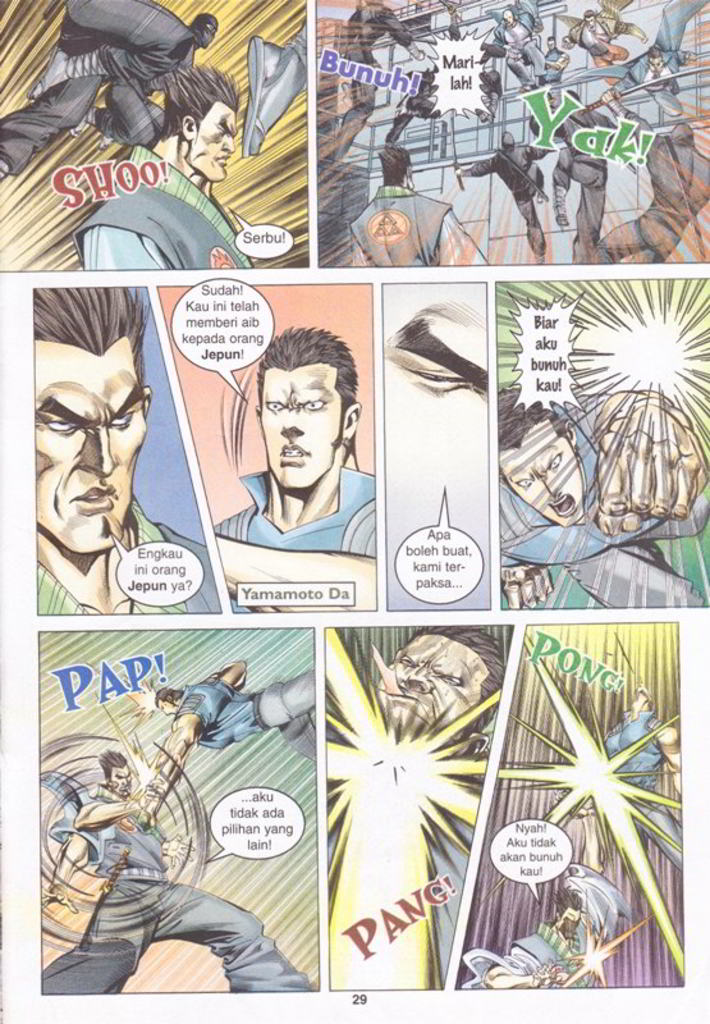 SHOO!
Serbu!
Bunuh!
Mari-
lah!
Yak!
Engkau
ini orang
Jepun ya?
Sudah!
Kau ini telah
memberi aib
kepada orang
Jepun!
Yamamoto Da
Apa
boleh buat,
kami ter-
paksa...
Biar
aku
bunuh
kau!
PAP!
...aku
tidak ada
pilihan yang
lain!
PANG!
PONG!
Nyah!
Aku tidak
akan bunuh
kau!
29